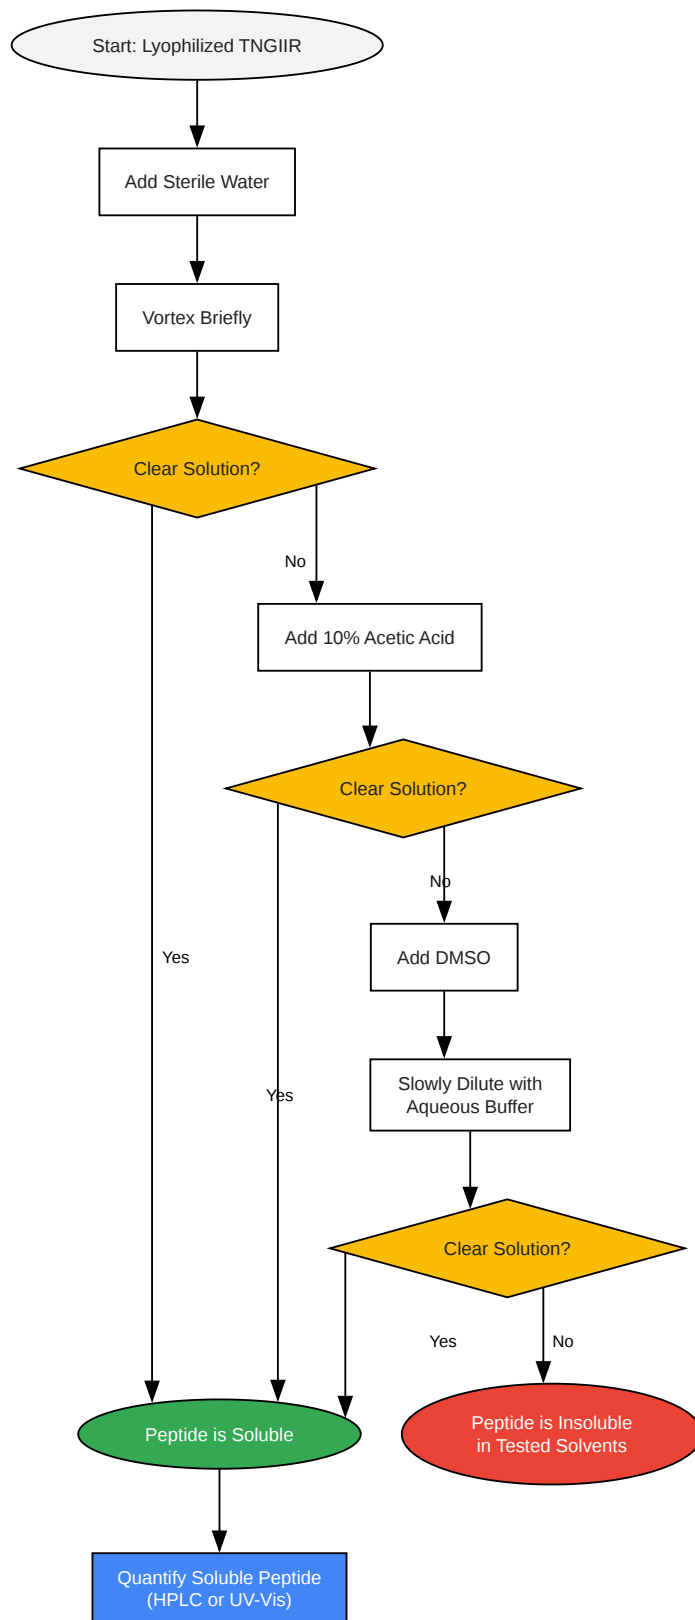 Start: Lyophilized TNGIIR
Add Sterile Water
Vortex Briefly
Clear Solution?
No
Add 10% Acetic Acid
Clear Solution?
No
Add DMSO
Yes
Slowly Dilute with
Aqueous Buffer
Yes
Clear Solution?
Yes
No
Peptide is Soluble
Peptide is Insoluble
in Tested Solvents
Quantify Soluble Peptide
(HPLC or UV-Vis)